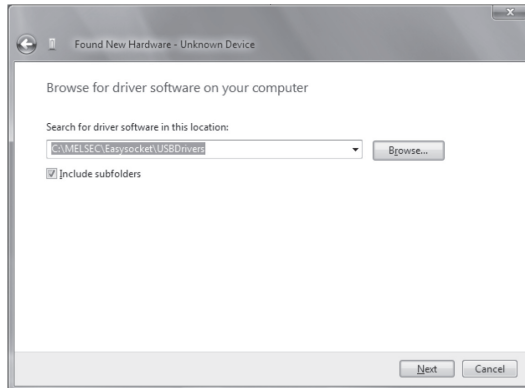 Found New Hardware - Unknown Device
Browse for driver software on your computer
Search for driver software in this location:
C:\MELSEC\Easysocket\USBDrivers
Browse...
Include subfolders
Next
Cancel